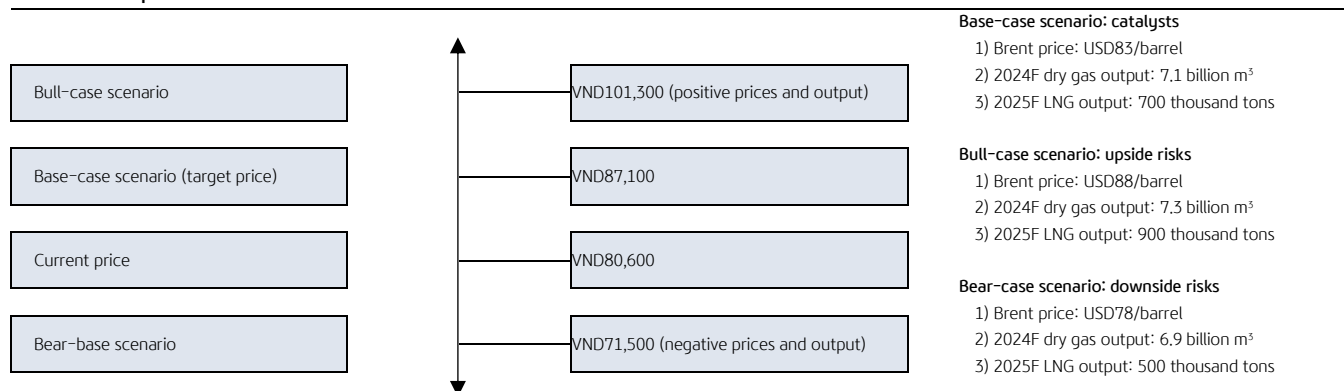 Bull-case scenario
VND101,300 (positive prices and output)
Base-case scenario (target price)
VND87,100
Current price
VND80,600
Bear-base scenario
VND71,500 (negative prices and output)
Base-case scenario: catalysts
1) Brent price: USD83/barrel
2) 2024F dry gas output: 7.1 billion m³
3) 2025F LNG output: 700 thousand tons
Bull-case scenario: upside risks
1) Brent price: USD88/barrel
2) 2024F dry gas output: 7.3 billion m³
3) 2025F LNG output: 900 thousand tons
Bear-case scenario: downside risks
1) Brent price: USD78/barrel
2) 2024F dry gas output: 6.9 billion m³
3) 2025F LNG output: 500 thousand tons